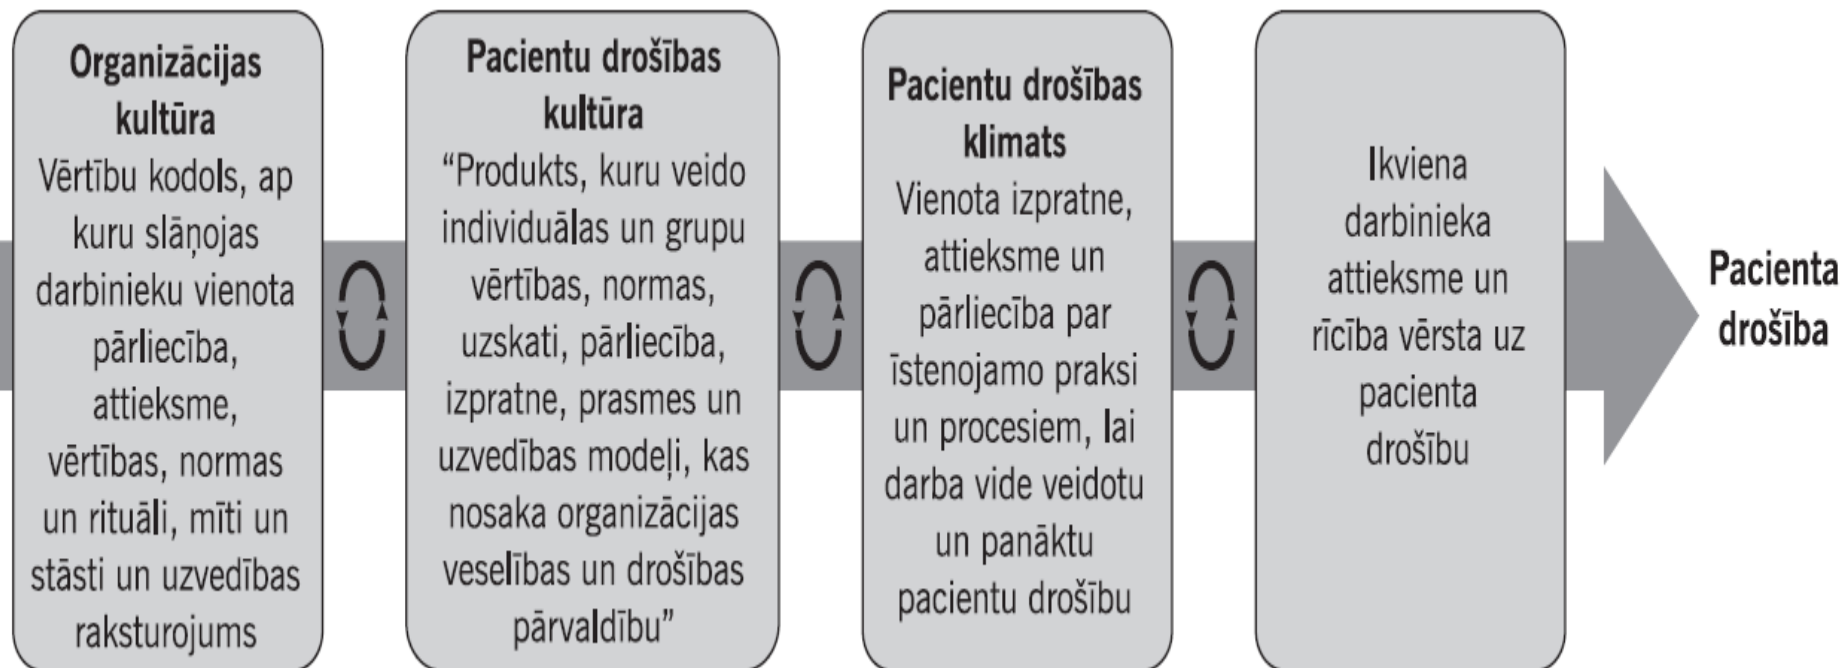 Organizācijas
kultūra
Vērtību kodols, ap
kuru slāņojas
darbinieku vienota
pārliecība,
attieksme,
vērtības, normas
un rituāli, mīti un
stāsti un uzvedības
raksturojums
Pacientu drošības
kultūra
“Produkts, kuru veido
individuālas un grupu
vērtības, normas,
uzskati, pārliecība,
izpratne, prasmes un
uzvedības modeļi, kas
nosaka organizācijas
veselības un drošības
pārvaldību”
Pacientu drošības
klimats
Vienota izpratne,
attieksme un
pārliecība par
īstenojamo praksi
un procesiem, lai
darba vide veidotu
un panāktu
pacientu drošību
Ikviena
darbinieka
attieksme un
rīcība vērsta uz
pacienta
drošību
Pacienta
drošība